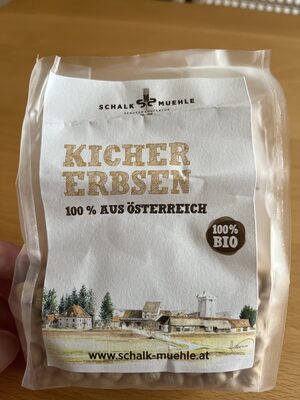 SCHALK MUEHLE
KICHER
ERBSEN
100 % AUS ÖSTERREICH
100%
BIO
www.schalk-muehle.at